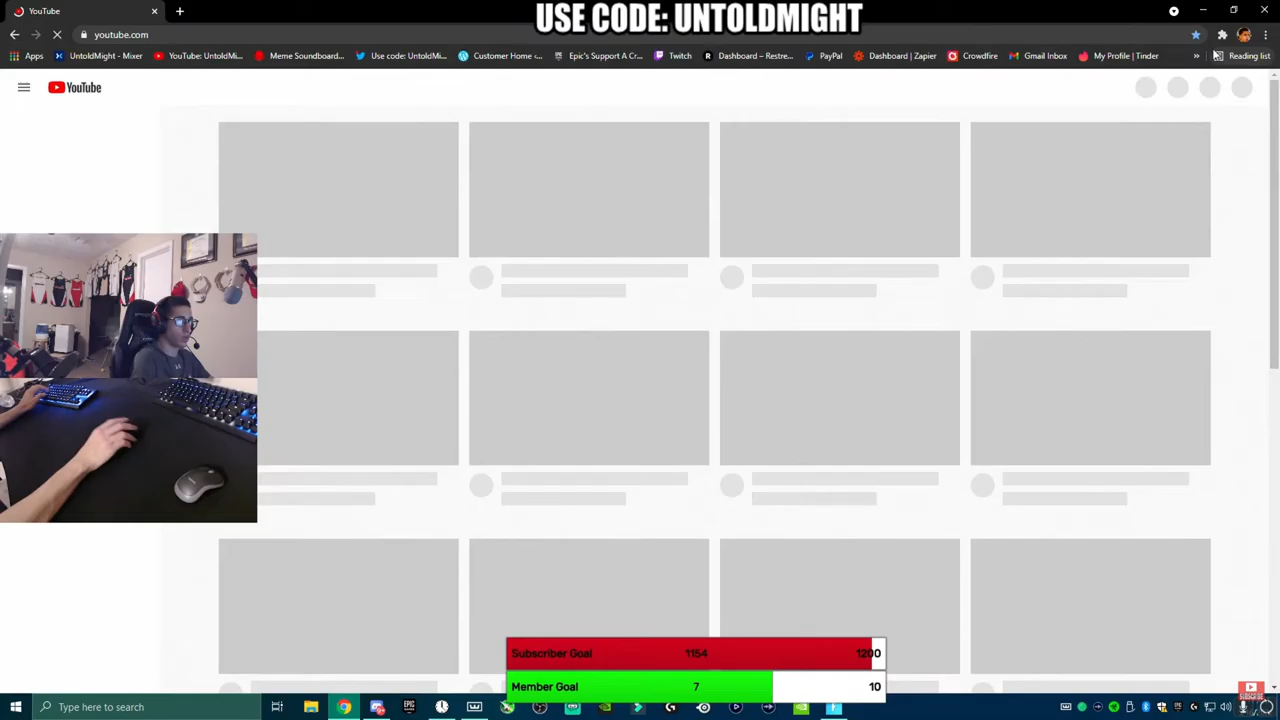 YouTube
USE CODE: UNTOLDMIGHT
youtube.com
Apps
UntoldMight - Mixer
YouTube: UntoldMi...
Meme Soundboard...
Use Code: UntoldMi...
Customer Home - ...
Epic's Support A Cr...
Twitch
Dashboard -- Restre...
PayPal
Dashboard | Zapier
Crowdfire
Gmail Inbox
My Profile | Tinder
»
Reading list
YouTube
Subscriber Goal 1154 1200
Member Goal 7 10
Type here to search
EPIC